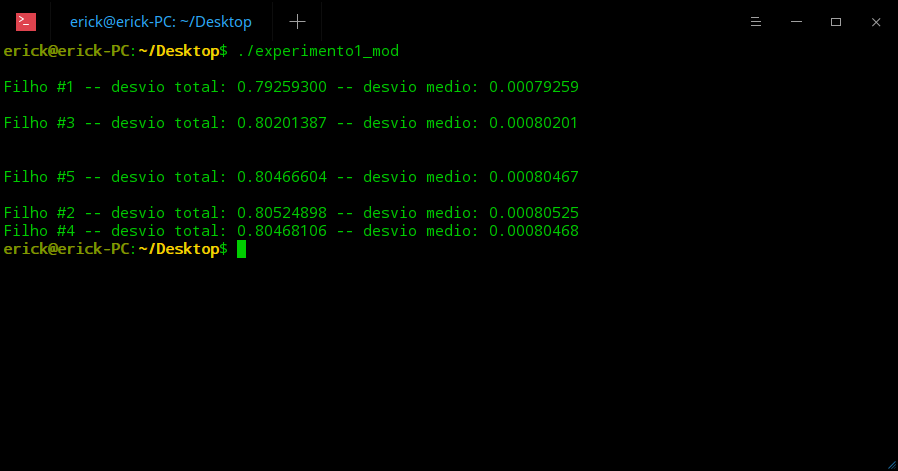 erick@erick-PC: ~/Desktop
erick@erick-PC:~/Desktop$ ./experimento1_mod
Filho #1 -- desvio total: 0.79259300 -- desvio medio: 0.00079259
Filho #3 -- desvio total: 0.80201387 -- desvio medio: 0.00080201
Filho #5 -- desvio total: 0.80466604 -- desvio medio: 0.00080467
Filho #2 -- desvio total: 0.80524898 -- desvio medio: 0.00080525
Filho #4 -- desvio total: 0.80468106 -- desvio medio: 0.00080468
erick@erick-PC:~/Desktop$